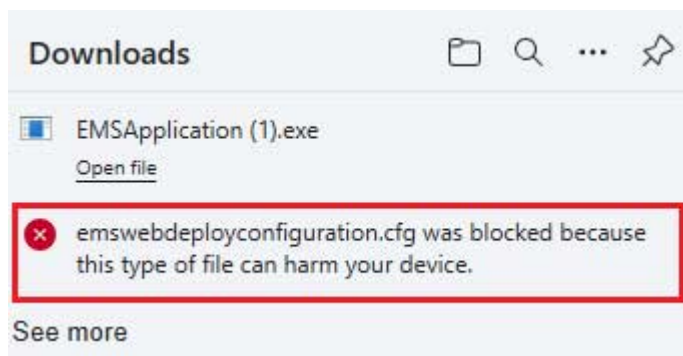 Downloads
EMSApplication (1).exe
Open file
emswebdeployconfiguration.cfg was blocked because
this type of file can harm your device.
See more